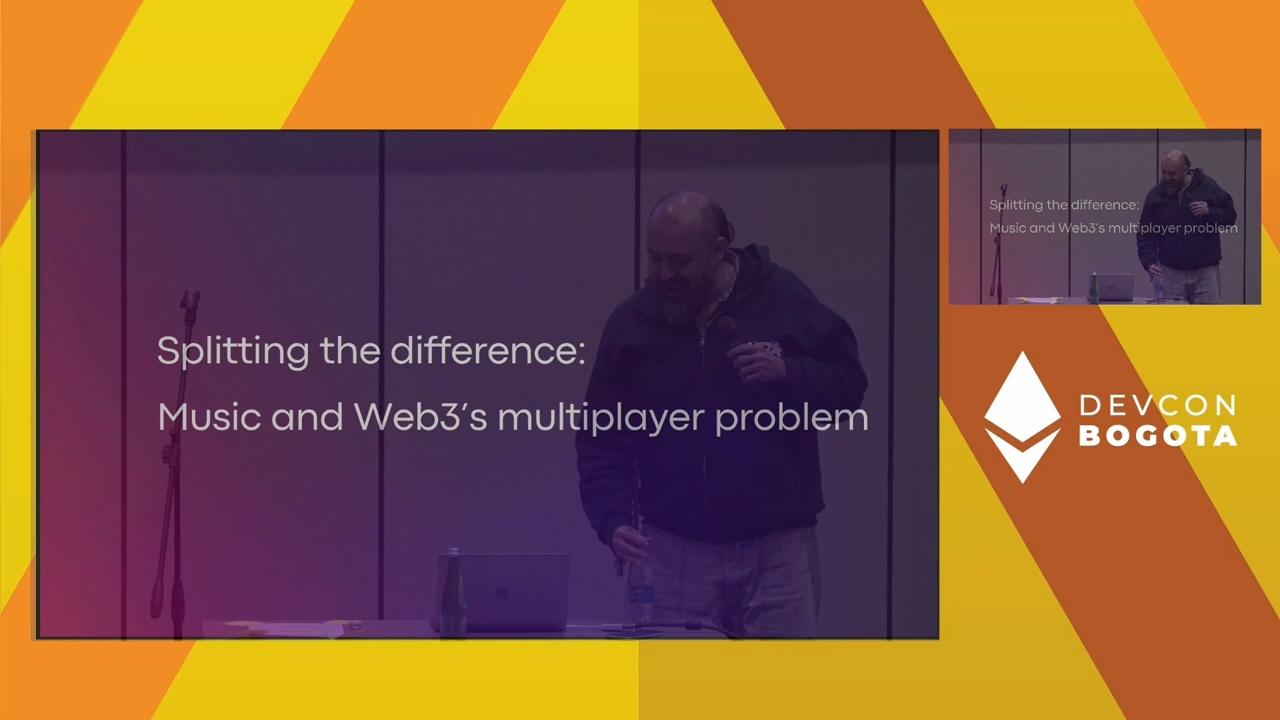 Splitting the difference:
Music and Web3's multiplayer problem
Splitting the difference:
Music and Web3's multiplayer problem
DEVCON
BOGOTA